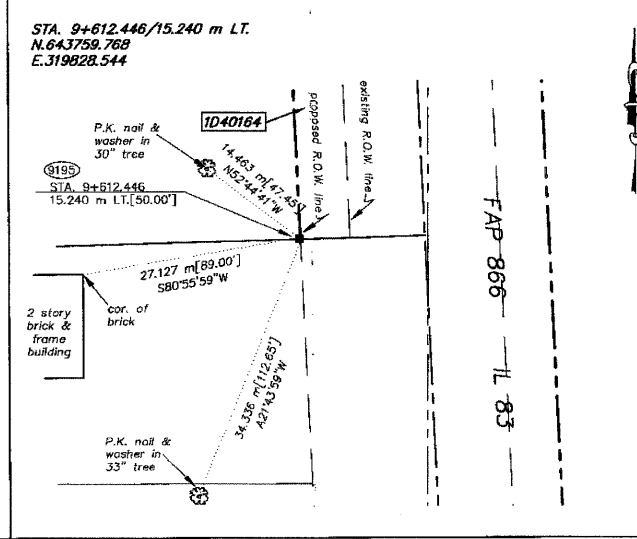 STA. 9+612.446/15.240 m LT.
N.643759.768
E.319828.544
1D40164
proposed R.O.W. line
existing R.O.W. line
P.K. nail &
washer in
30" tree
14.463 m[47.45']
N52°44'41"W
9195
STA. 9+612.446
15.240 m LT.[50.00']
27.127 m[89.00']
S80°55'59"W
2 story
brick &
frame
building
cor. of
brick
34.336 m[112.65']
A21°43'59"W
P.K. nail &
washer in
33" tree
FAP 866 IL 83